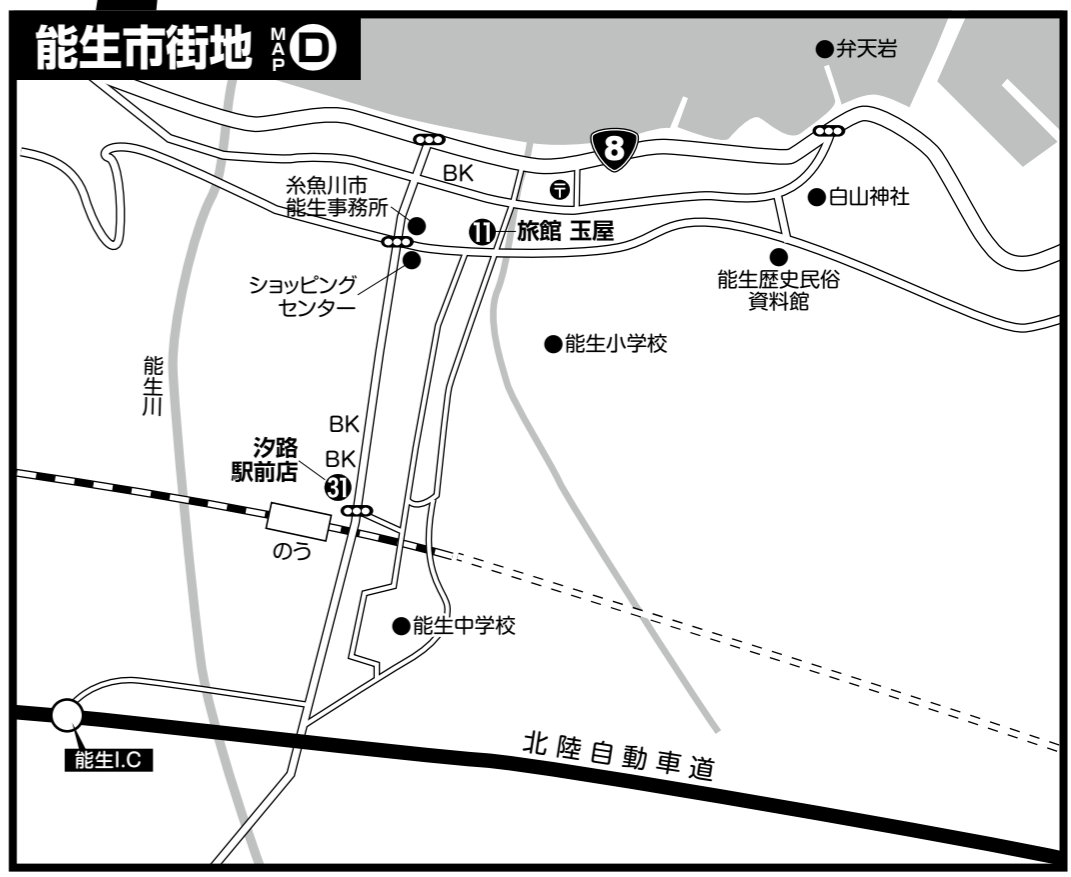 能生市街地
MAP
D
弁天岩
8
BK
〒
糸魚川市
能生事務所
白山神社
11
旅館 玉屋
ショッピング
センター
能生歴史民俗
資料館
能生小学校
能生川
BK
汐路
駅前店
BK
31
のう
能生中学校
能生I.C
北陸自動車道